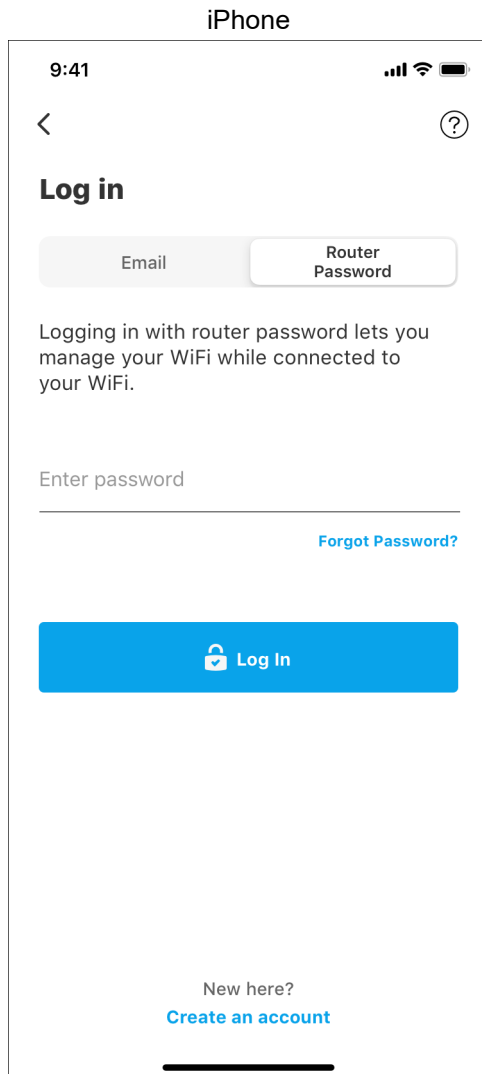 iPhone
9:41
?
Log in
Email
Router
Password
Logging in with router password lets you
manage your WiFi while connected to
your WiFi.
Enter password
Forgot Password?
Log In
New here?
Create an account